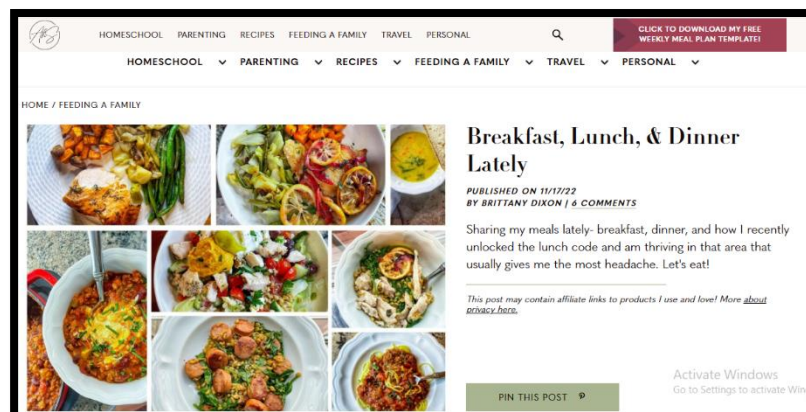 HOMESCHOOL PARENTING RECIPES FEEDING A FAMILY TRAVEL PERSONAL
CLICK TO DOWNLOAD MY FREE
WEEKLY MEAL PLAN TEMPLATE!
HOMESCHOOL PARENTING RECIPES FEEDING A FAMILY TRAVEL PERSONAL
HOME / FEEDING A FAMILY
Breakfast, Lunch, & Dinner
Lately
PUBLISHED ON 11/17/22
BY BRITTANY DIXON | 6 COMMENTS
Sharing my meals lately- breakfast, dinner, and how I recently
unlocked the lunch code and am thriving in that area that
usually gives me the most headache. Let's eat!
This post may contain affiliate links to products I use and love! More about
privacy here.
Activate Windows
Go to Settings to activate Win
PIN THIS POST